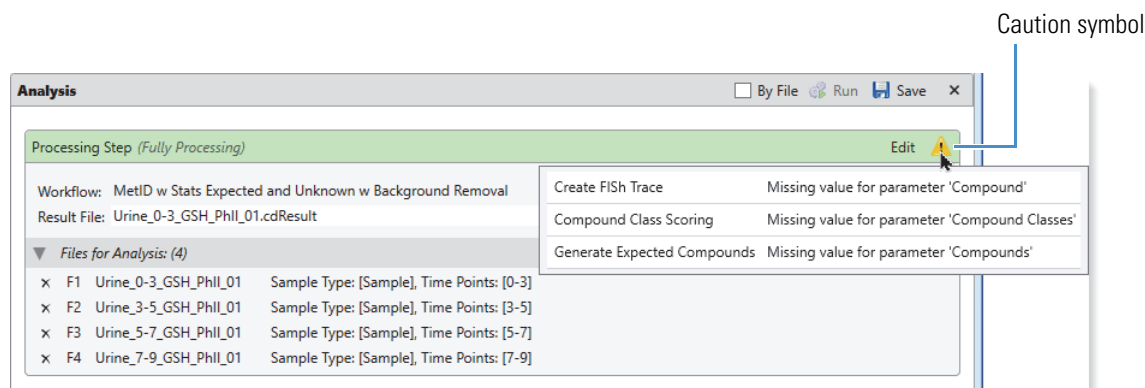 Caution symbol
Analysis By File Run Save ×
Processing Step (Fully Processing) Edit
Workflow: MetID w Stats Expected and Unknown w Background Removal
Result File: Urine_0-3_GSH_PhII_01.cdResult
Create FISh Trace Missing value for parameter 'Compound'
Compound Class Scoring Missing value for parameter 'Compound Classes'
Generate Expected Compounds Missing value for parameter 'Compounds'
Files for Analysis: (4)
× F1 Urine_0-3_GSH_PhII_01 Sample Type: [Sample], Time Points: [0-3]
× F2 Urine_3-5_GSH_PhII_01 Sample Type: [Sample], Time Points: [3-5]
× F3 Urine_5-7_GSH_PhII_01 Sample Type: [Sample], Time Points: [5-7]
× F4 Urine_7-9_GSH_PhII_01 Sample Type: [Sample], Time Points: [7-9]